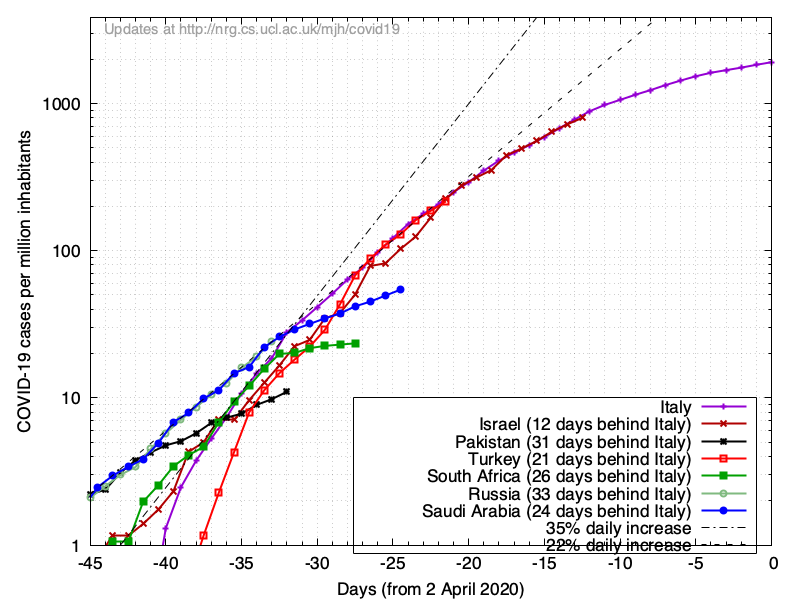 Updates at http://nrg.cs.ucl.ac.uk/mjh/covid19
COVID-19 cases per million inhabitants
1000
100
10
1
Italy
Israel (12 days behind Italy)
Pakistan (31 days behind Italy)
Turkey (21 days behind Italy)
South Africa (26 days behind Italy)
Russia (33 days behind Italy)
Saudi Arabia (24 days behind Italy)
35% daily increase
22% daily increase
-45 -40 -35 -30 -25 -20 -15 -10 -5 0
Days (from 2 April 2020)